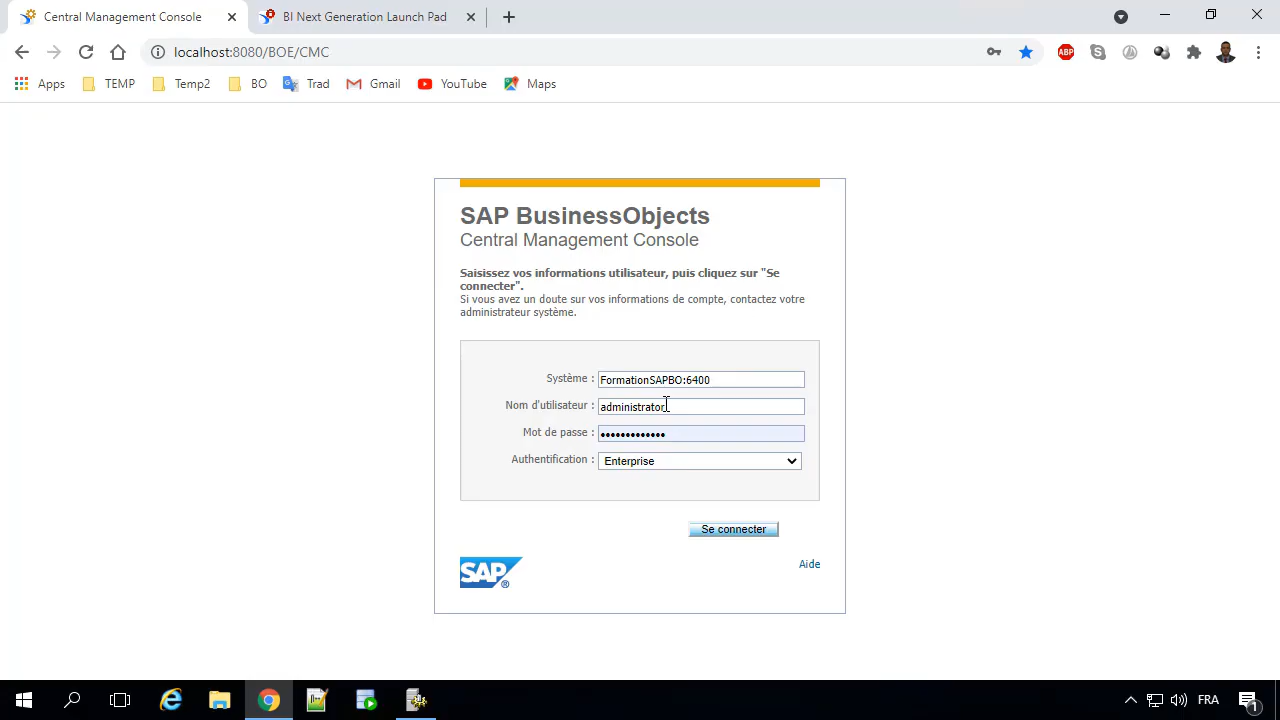 Central Management Console
BI Next Generation Launch Pad
localhost:8080/BOE/CMC
ABP
Apps
TEMP
Temp2
BO
Trad
Gmail
YouTube
Maps
SAP BusinessObjects
Central Management Console
Saisissez vos informations utilisateur, puis cliquez sur "Se
connecter".
Si vous avez un doute sur vos informations de compte, contactez votre
administrateur système.
Système : FormationSAPBO:6400
Nom d'utilisateur : administrator
Mot de passe : •••••••••••••
Authentification : Enterprise
Se connecter
SAP ®
Aide
FRA
1